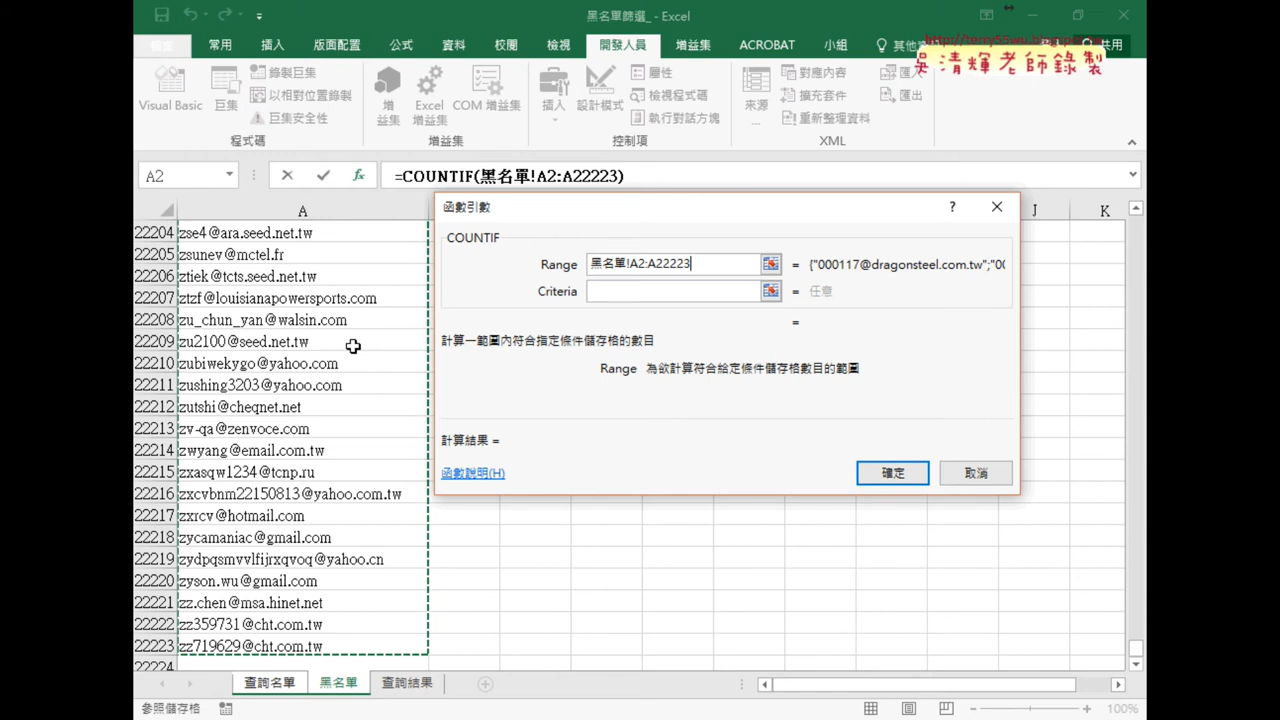 黑名單篩選_ - Excel
常用 插入 版面配置 公式 資料 校閱 檢視 開發人員 增益集 ACROBAT 小組 其他 共用
吳清輝老師錄製
Visual Basic 巨集 錄製巨集 以相對位置錄製 巨集安全性
增益集 Excel 增益集 COM 增益集
插入 設計模式 屬性 檢視程式碼 執行對話方塊
來源 對應內容 擴充套件 重新整理資料 匯入 匯出
程式碼 增益集 控制項 XML
A2 fx =COUNTIF(黑名單!A2:A22223)
A J K
函數引數 ?
COUNTIF
Range 黑名單!A2:A22223 = {"000117@dragonsteel.com.tw";"00
Criteria = 任意
=
計算一範圍內符合指定條件儲存格的數目
Range 為欲計算符合給定條件儲存格數目的範圍
計算結果 =
函數說明(H) 確定 取消
22204 zse4@ara.seed.net.tw
22205 zsunev@mctel.fr
22206 ztiek@tcts.seed.net.tw
22207 ztzf@louisianapowersports.com
22208 zu_chun_yan@walsin.com
22209 zu2100@seed.net.tw
22210 zubiwekygo@yahoo.com
22211 zushing3203@yahoo.com
22212 zutshi@cheqnet.net
22213 zv-qa@zenvoce.com
22214 zwyang@email.com.tw
22215 zxasqw1234@tcnp.ru
22216 zxcvbnm22150813@yahoo.com.tw
22217 zxrcv@hotmail.com
22218 zycamaniac@gmail.com
22219 zydpqsmvvlfijrxqvoq@yahoo.cn
22220 zyson.wu@gmail.com
22221 zz.chen@msa.hinet.net
22222 zz359731@cht.com.tw
22223 zz719629@cht.com.tw
22224
查詢名單 黑名單 查詢結果
參照儲存格 100%